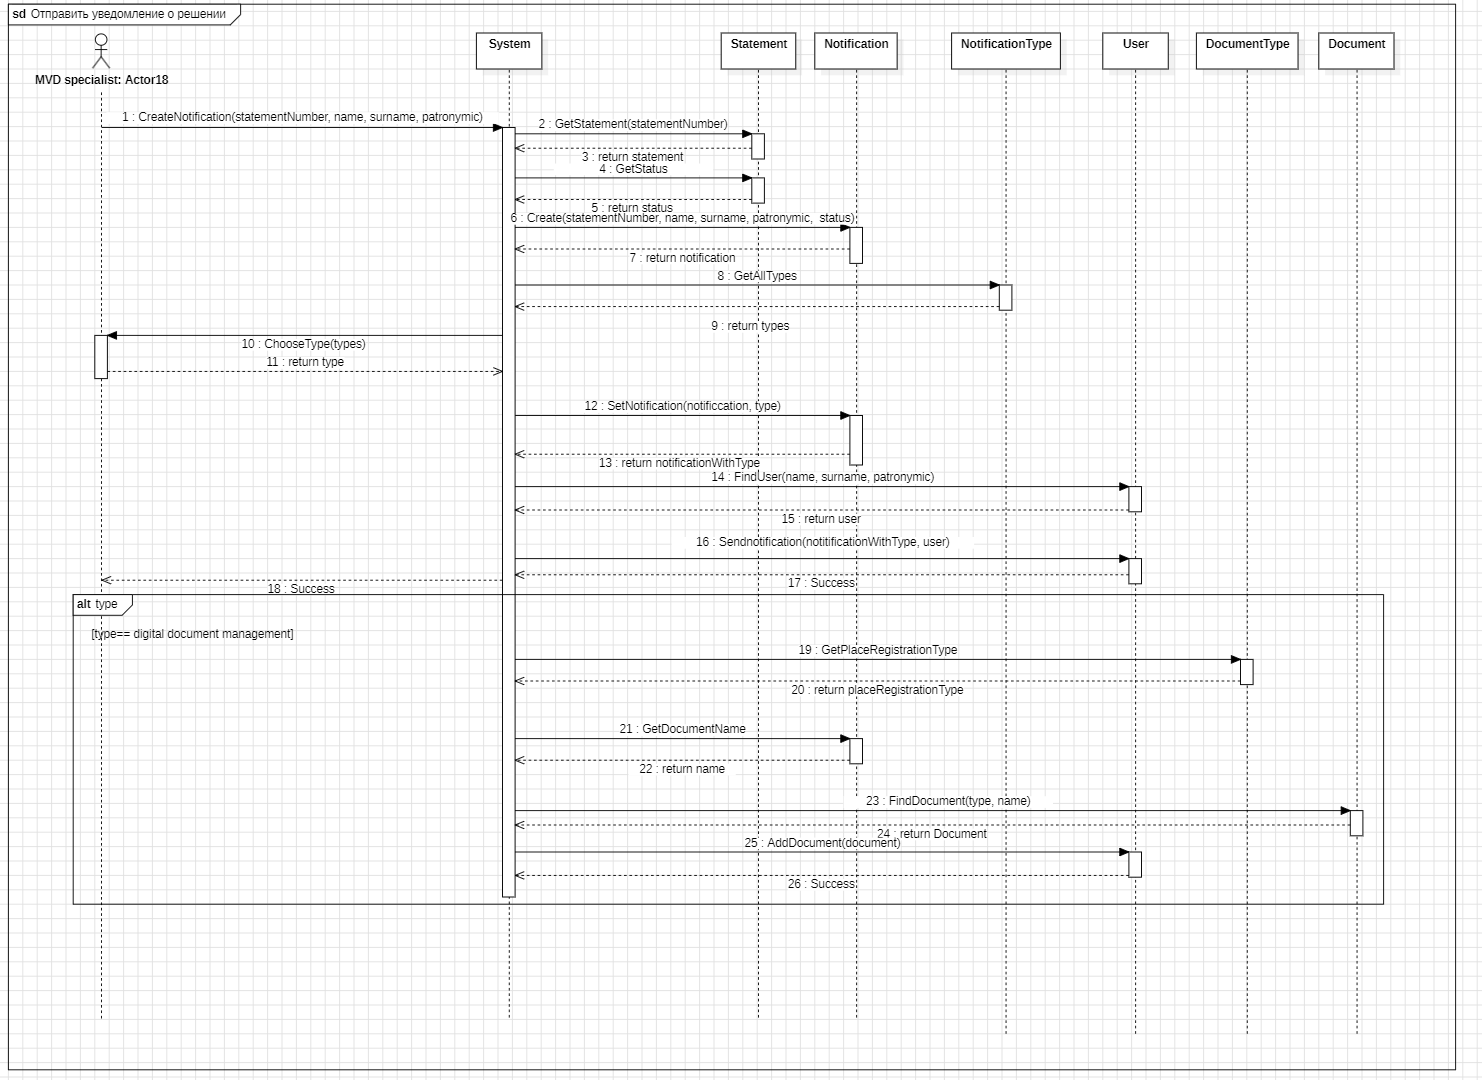 sd Отправить уведомление о решении
System
Statement
Notification
NotificationType
User
DocumentType
Document
MVD specialist: Actor18
1 : CreateNotification(statementNumber, name, surname, patronymic)
2 : GetStatement(statementNumber)
3 : return statement
4 : GetStatus
5 : return status
6 : Create(statementNumber, name, surname, patronymic, status)
7 : return notification
8 : GetAllTypes
9 : return types
10 : ChooseType(types)
11 : return type
12 : SetNotification(notificcation, type)
13 : return notificationWithType
14 : FindUser(name, surname, patronymic)
15 : return user
16 : Sendnotification(notitificationWithType, user)
17 : Success
18 : Success
alt type
[type== digital document management]
19 : GetPlaceRegistrationType
20 : return placeRegistrationType
21 : GetDocumentName
22 : return name
23 : FindDocument(type, name)
24 : return Document
25 : AddDocument(document)
26 : Success